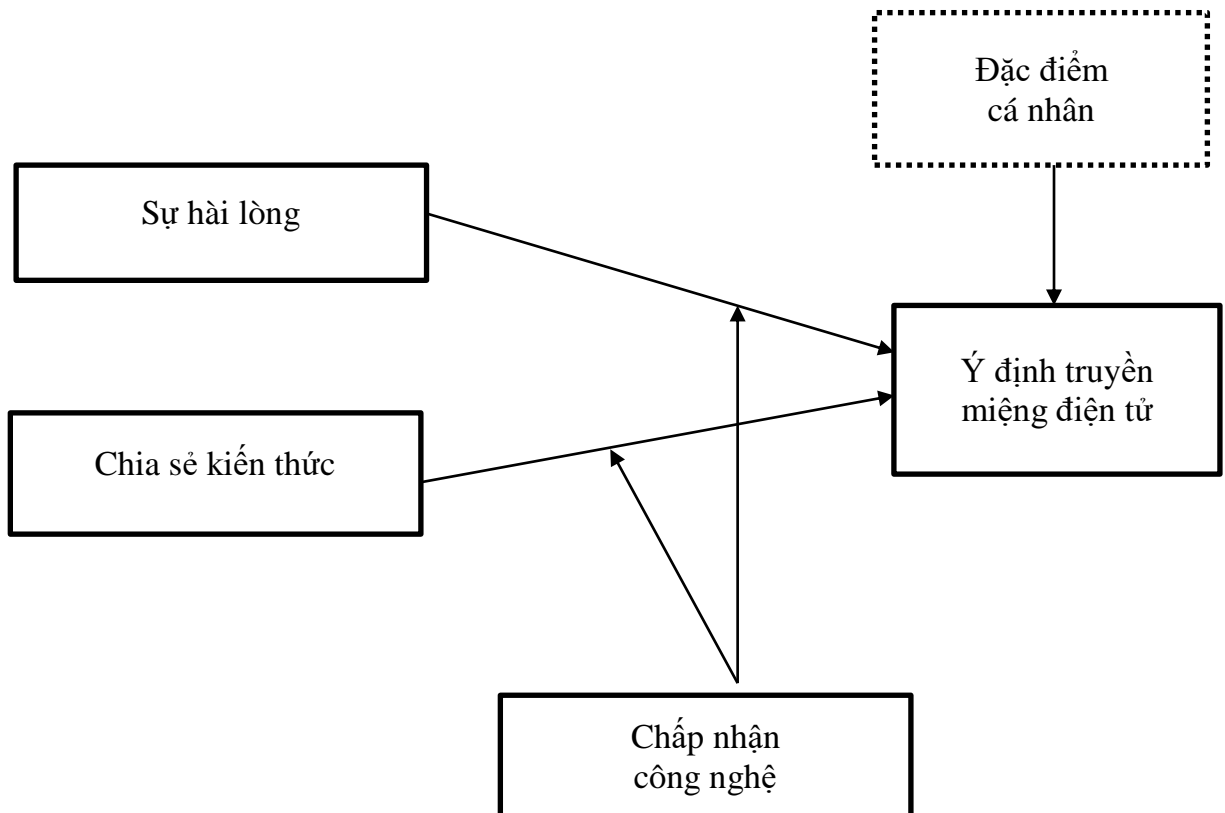 Đặc điểm
cá nhân
Sự hài lòng
Ý định truyền
miệng điện tử
Chia sẻ kiến thức
Chấp nhận
công nghệ